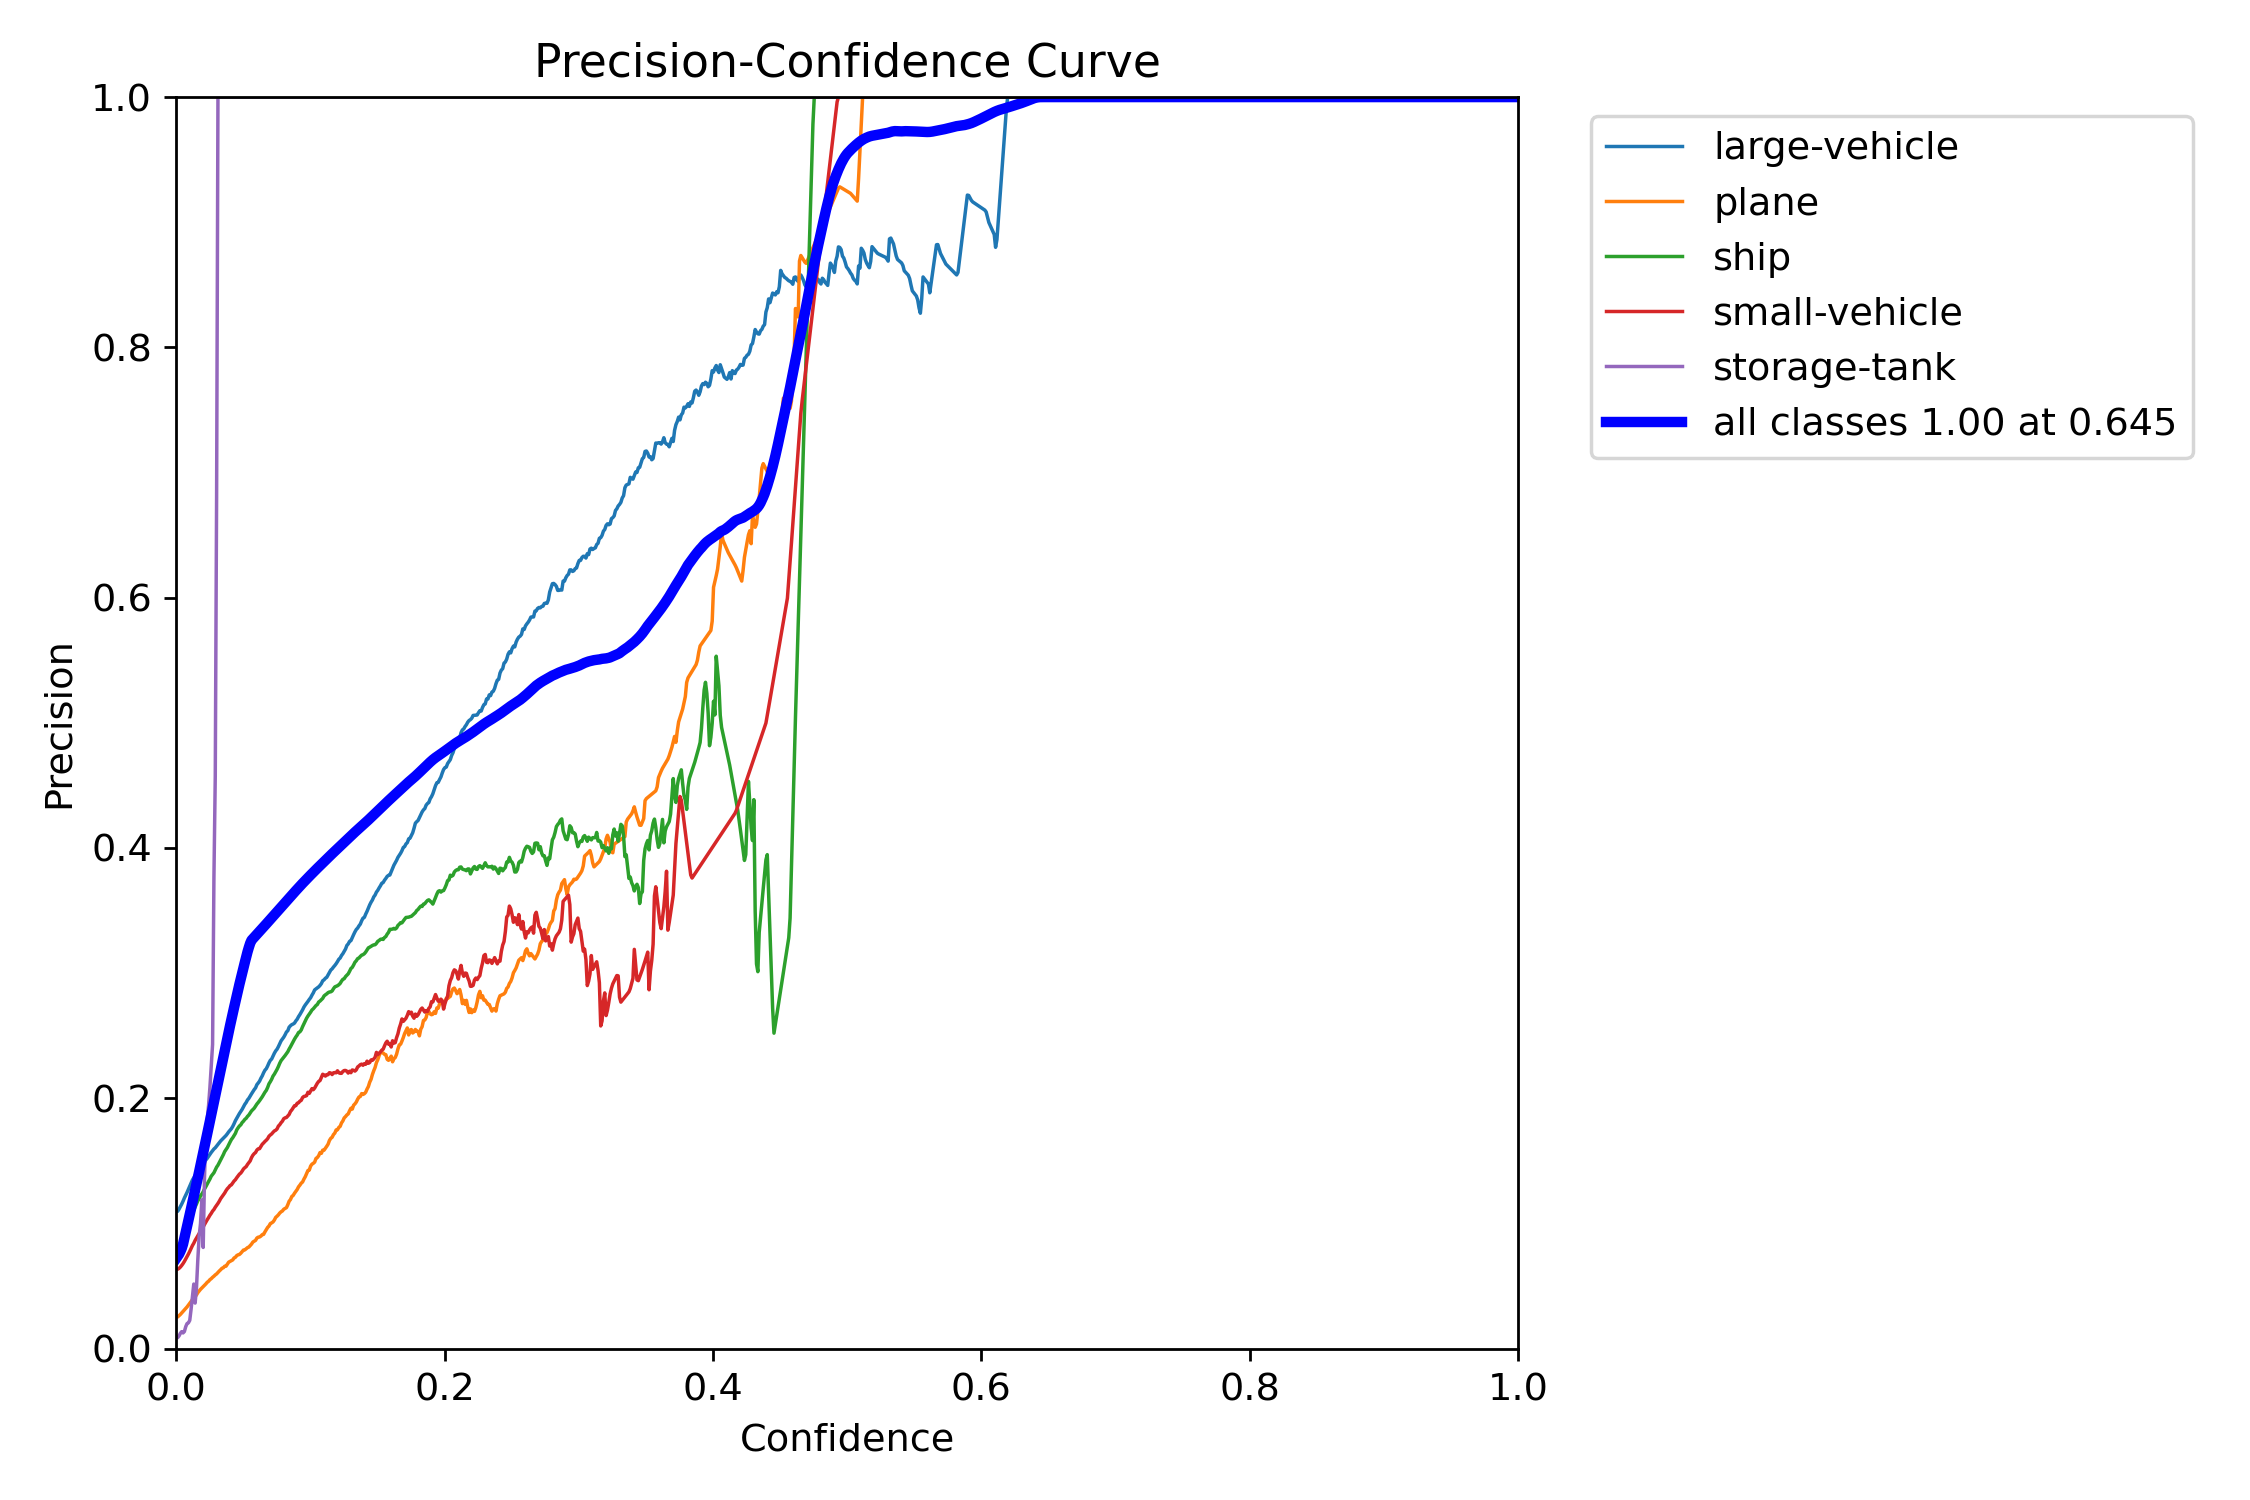 Precision-Confidence Curve
1.0
0.8
0.6
0.4
0.2
0.0
Precision
0.0 0.2 0.4 0.6 0.8 1.0
Confidence
large-vehicle
plane
ship
small-vehicle
storage-tank
all classes 1.00 at 0.645